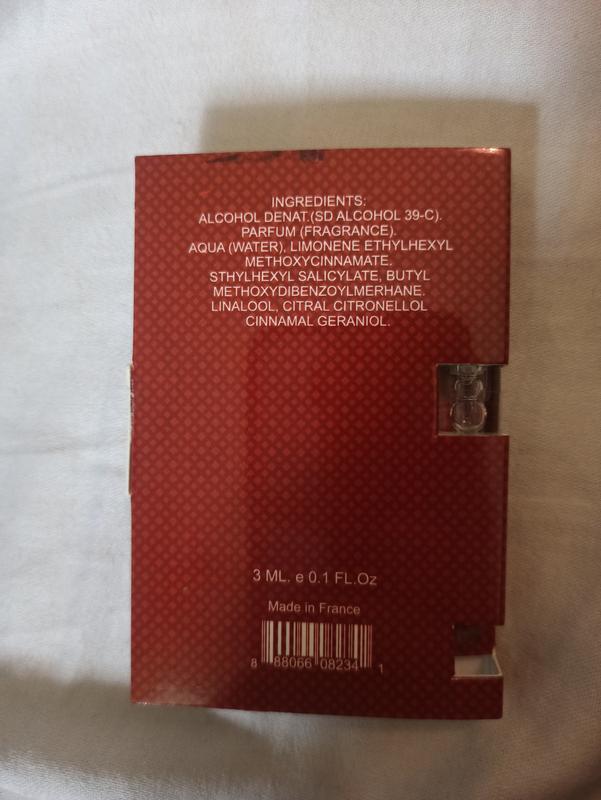 INGREDIENTS:
ALCOHOL DENAT.(SD ALCOHOL 39-C).
PARFUM (FRAGRANCE).
AQUA (WATER), LIMONENE ETHYLHEXYL
METHOXYCINNAMATE.
STHYLHEXYL SALICYLATE, BUTYL
METHOXYDIBENZOYLMERHANE.
LINALOOL, CITRAL CITRONELLOL
CINNAMAL GERANIOL.
3 ML. e 0.1 FL.Oz
Made in France
8 88066 08234 1